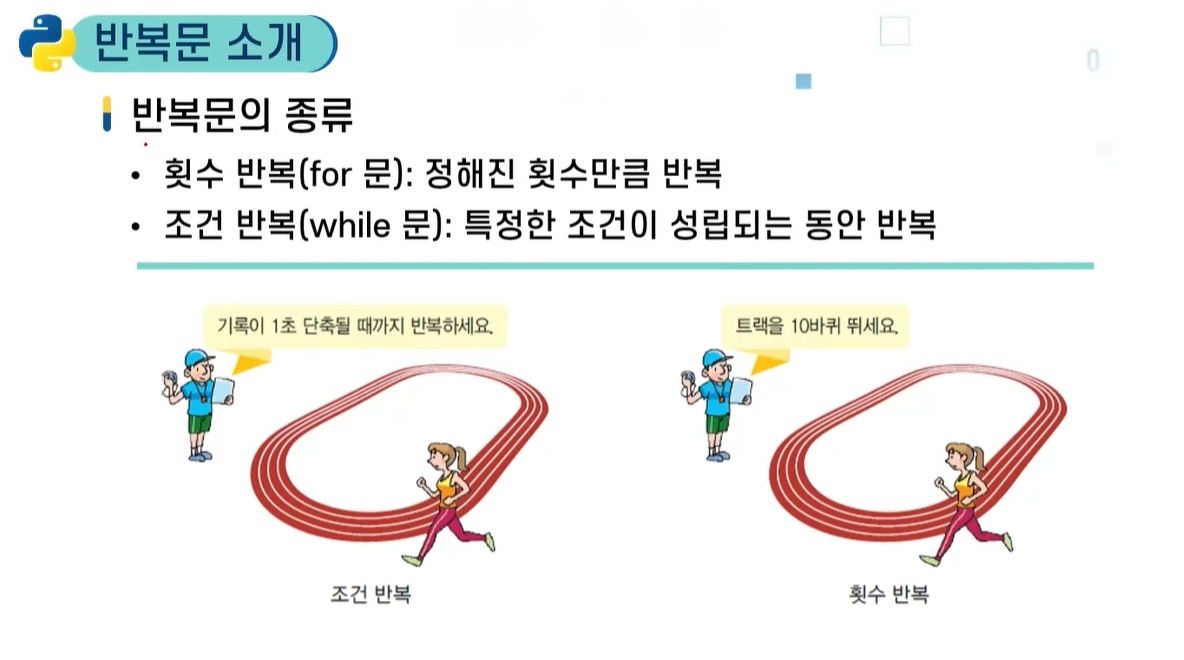 반복문 소개
반복문의 종류
• 횟수 반복(for 문): 정해진 횟수만큼 반복
• 조건 반복(while 문): 특정한 조건이 성립되는 동안 반복
기록이 1초 단축될 때까지 반복하세요.
트랙을 10바퀴 뛰세요.
조건 반복
횟수 반복